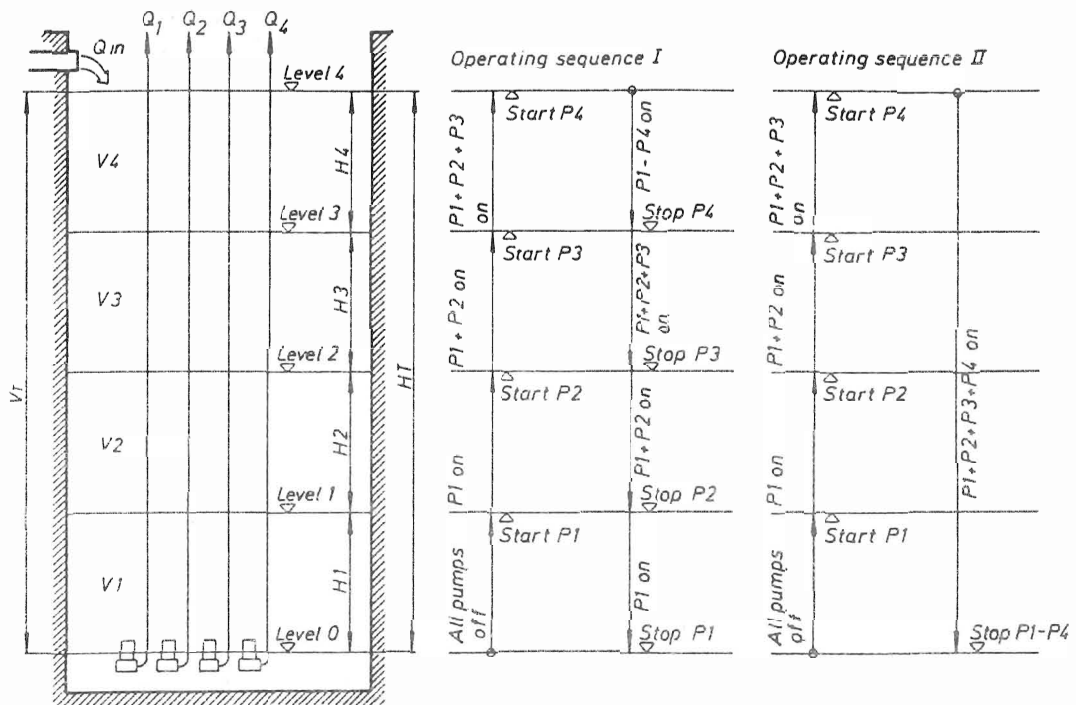 Q1 Q2 Q3 Q4
Qin
Level 4
V4
H4
Level 3
V3
H3
VT
Level 2
HT
V2
H2
Level 1
V1
H1
Level 0
Operating sequence I
Start P4
P1+P2+P3
on
P1-P4 on
Stop P4
Start P3
P1+P2 on
P1+P2+P3
on
Stop P3
Start P2
P1 on
P1+P2 on
Stop P2
Start P1
All pumps
off
P1 on
Stop P1
Operating sequence II
Start P4
P1+P2+P3
on
Start P3
P1+P2 on
Start P2
P1+P2+P3+P4 on
P1 on
Start P1
All pumps
off
Stop P1-P4